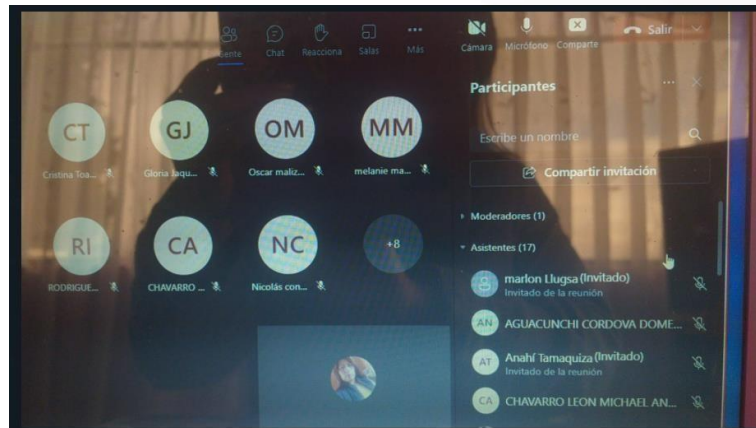 Gente Chat Reacciona Salas Más Cámara Micrófono Comparte Salir
CT GJ OM MM
Cristina Toa... Gloria Jaqu... Oscar maliz... melanie ma...
RI CA NC +8
RODRIGUE... CHAVARRO ... Nicolás con...
Participantes
Escribe un nombre
Compartir invitación
Moderadores (1)
Asistentes (17)
marlon Llugsa (Invitado)
Invitado de la reunión
AN AGUACUNCHI CORDOVA DOME...
AT Anahí Tamaquiza (Invitado)
Invitado de la reunión
CA CHAVARRO LEON MICHAEL AN...